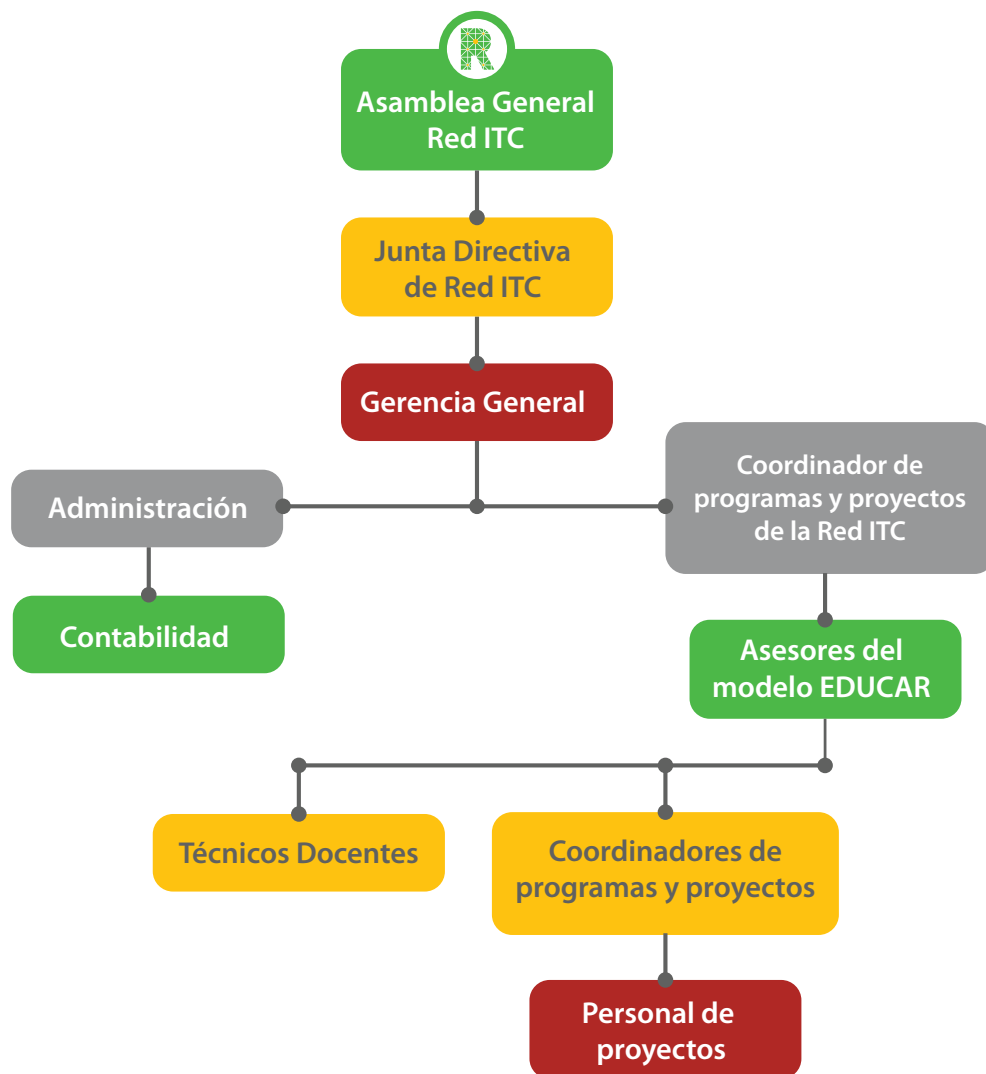 R
Asamblea General
Red ITC
Junta Directiva
de Red ITC
Gerencia General
Administración
Coordinador de
programas y proyectos
de la Red ITC
Contabilidad
Asesores del
modelo EDUCAR
Técnicos Docentes
Coordinadores de
programas y proyectos
Personal de
proyectos